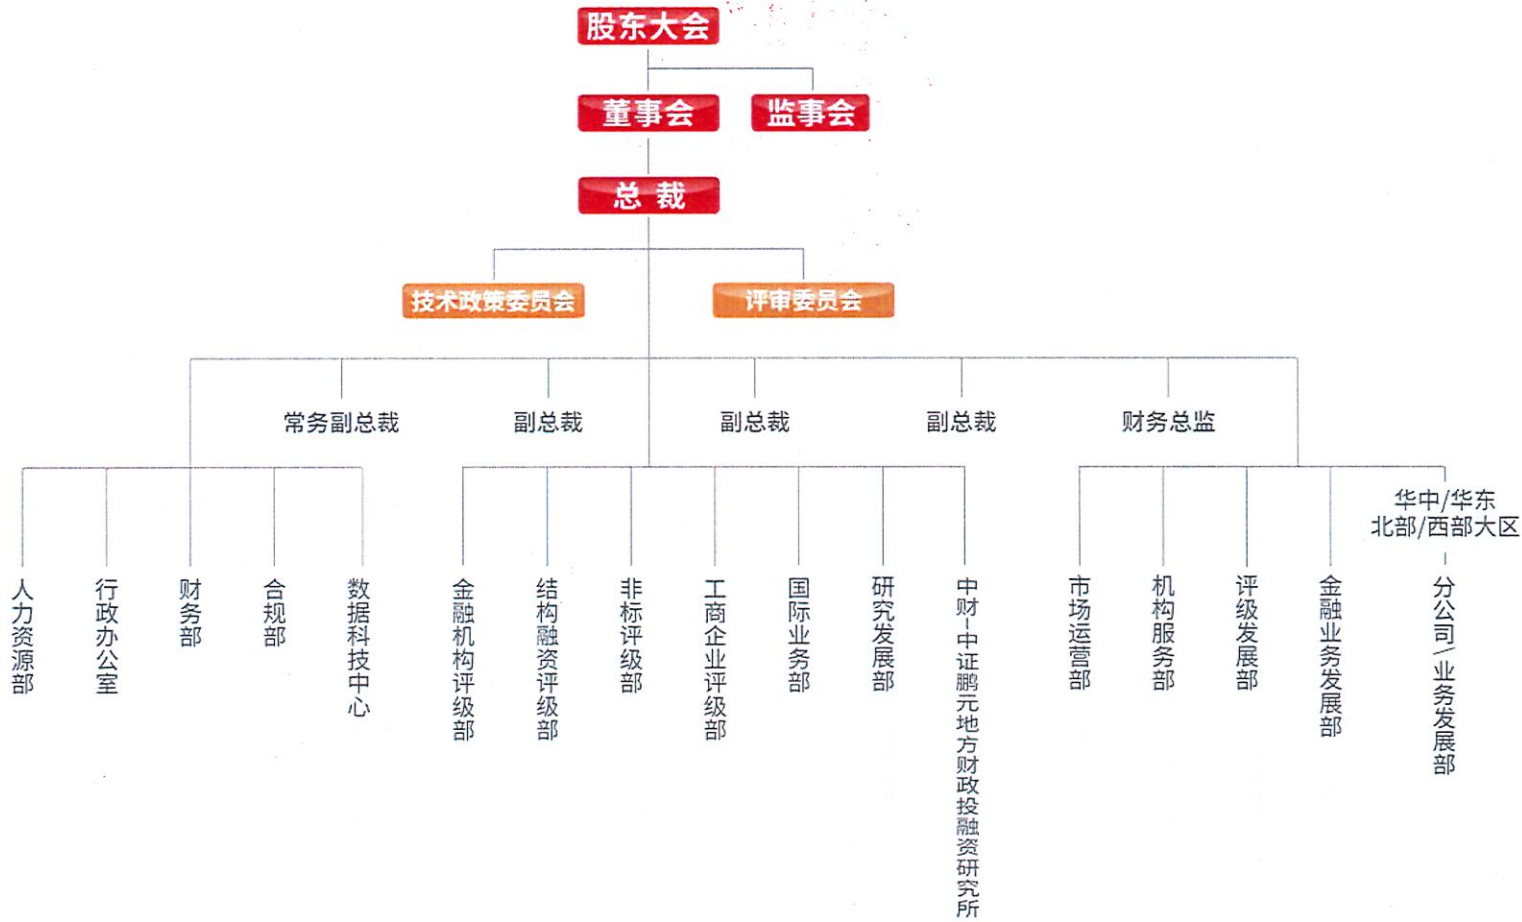 股东大会
董事会
监事会
总 裁
技术政策委员会
评审委员会
常务副总裁
副总裁
副总裁
副总裁
财务总监
华中/华东
北部/西部大区
人力资源部
行政办公室
财务部
合规部
数据科技中心
金融机构评级部
结构融资评级部
非标评级部
工商企业评级部
国际业务部
研究发展部
中财-中证鹏元地方财政投融资研究所
市场运营部
机构服务部
评级发展部
金融业务发展部
分公司/业务发展部